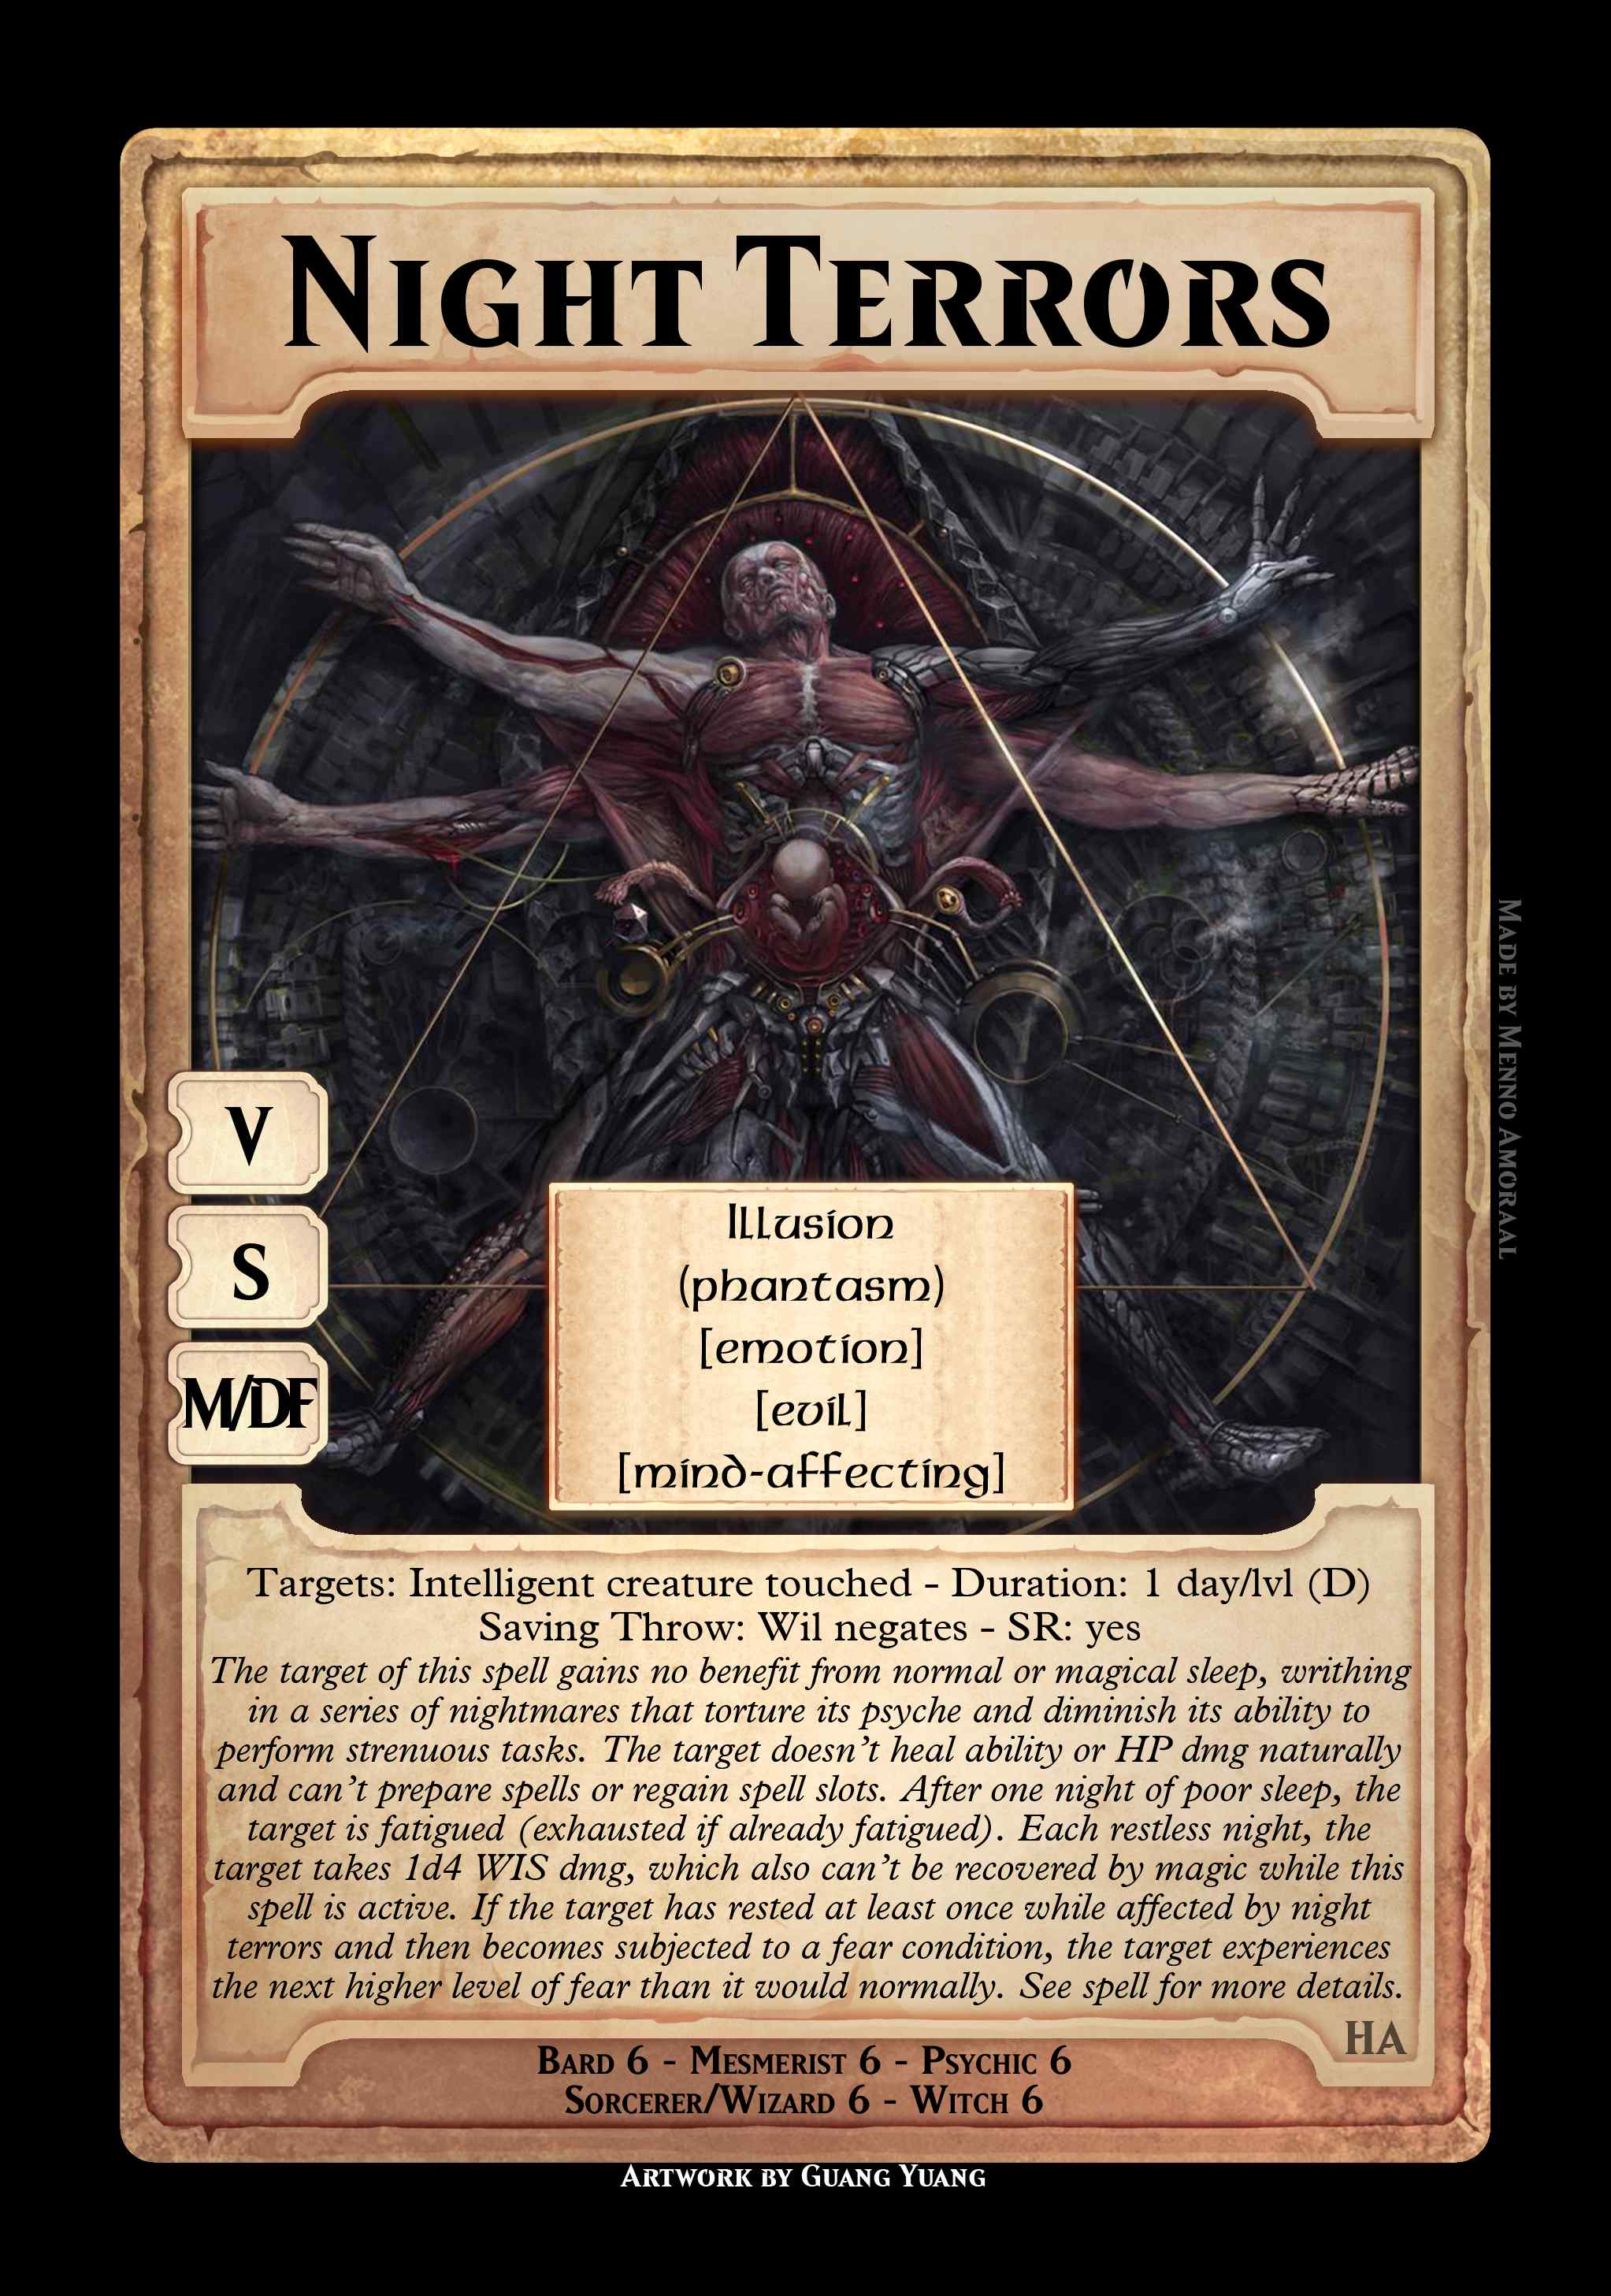 Night Terrors
V
S
M/DF
Illusion
(phantasm)
[emotion]
[evil]
[mind-affecting]
Targets: Intelligent creature touched - Duration: 1 day/lvl (D)
Saving Throw: Wil negates - SR: yes
The target of this spell gains no benefit from normal or magical sleep, writhing
in a series of nightmares that torture its psyche and diminish its ability to
perform strenuous tasks. The target doesn't heal ability or HP dmg naturally
and can't prepare spells or regain spell slots. After one night of poor sleep, the
target is fatigued (exhausted if already fatigued). Each restless night, the
target takes 1d4 WIS dmg, which also can't be recovered by magic while this
spell is active. If the target has rested at least once while affected by night
terrors and then becomes subjected to a fear condition, the target experiences
the next higher level of fear than it would normally. See spell for more details.
HA
Bard 6 - Mesmerist 6 - Psychic 6
Sorcerer/Wizard 6 - Witch 6
Artwork by Guang Yuang
Made by Menno Amoraal